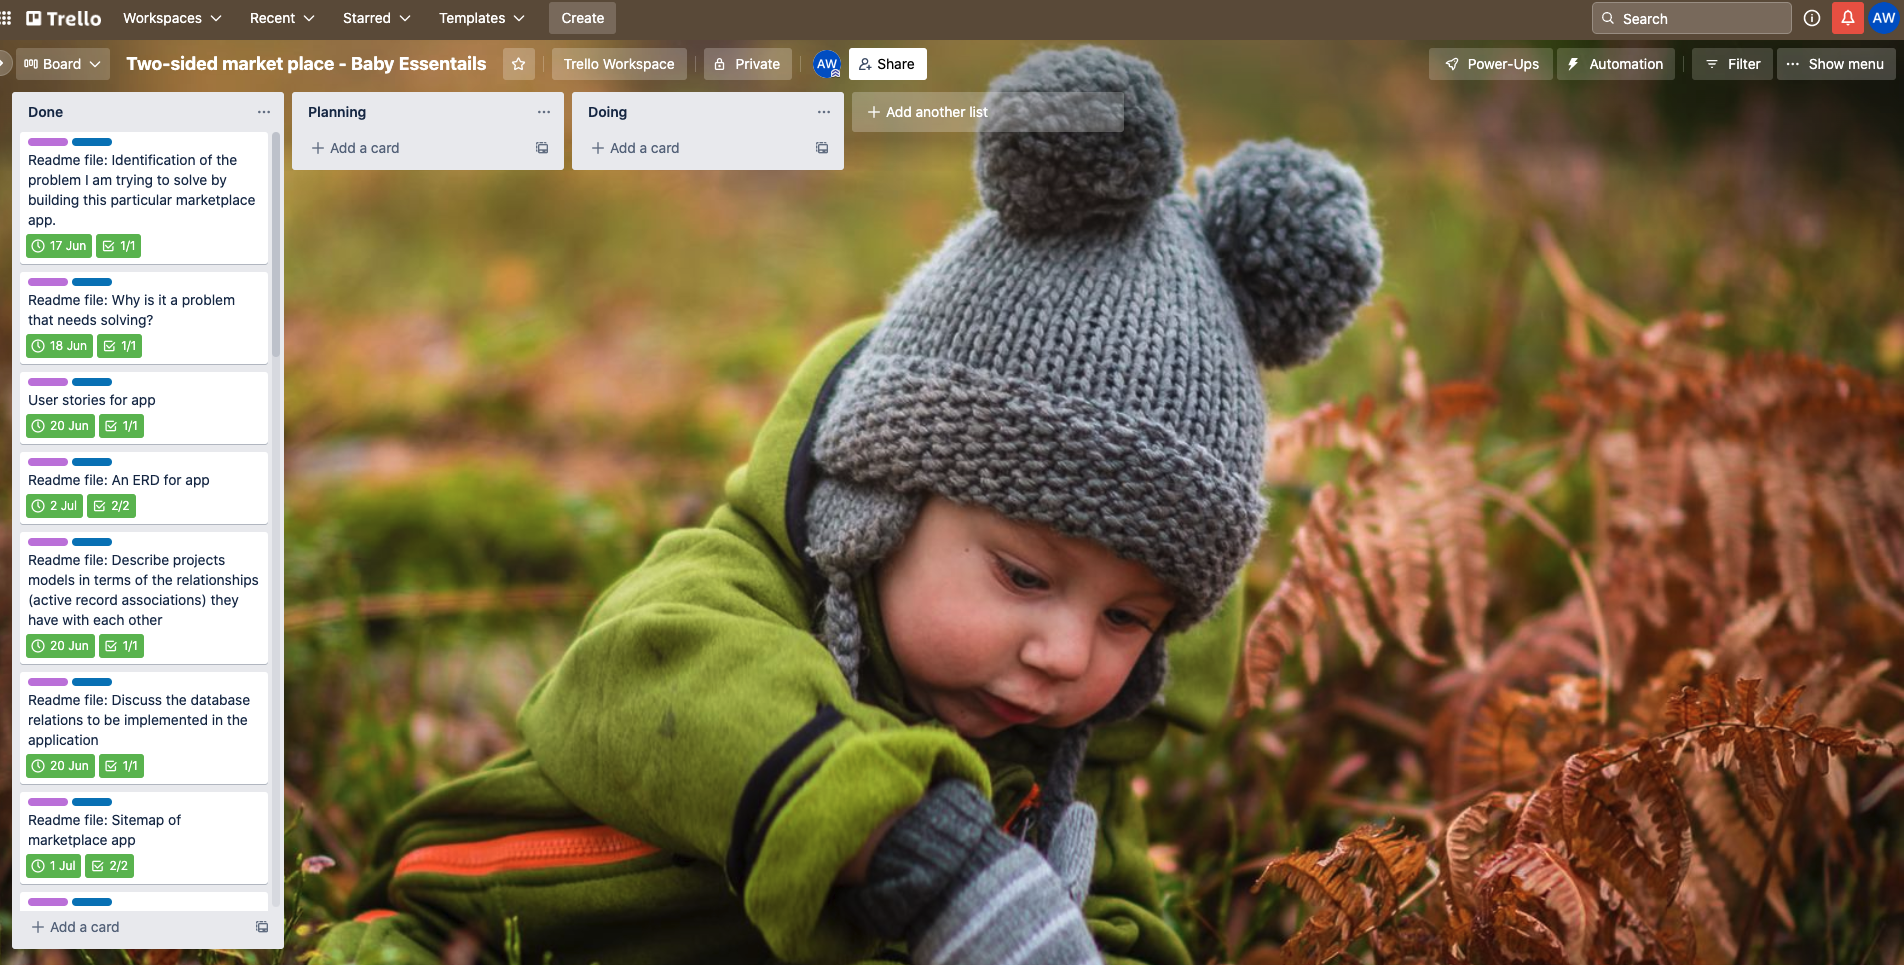 Trello
Workspaces
Recent
Starred
Templates
Create
Search
AW
Board
Two-sided market place - Baby Essentails
Trello Workspace
Private
AW
Share
Power-Ups
Automation
Filter
Show menu
Done
Readme file: Identification of the
problem I am trying to solve by
building this particular marketplace
app.
17 Jun
1/1
Readme file: Why is it a problem
that needs solving?
18 Jun
1/1
User stories for app
20 Jun
1/1
Readme file: An ERD for app
2 Jul
2/2
Readme file: Describe projects
models in terms of the relationships
(active record associations) they
have with each other
20 Jun
1/1
Readme file: Discuss the database
relations to be implemented in the
application
20 Jun
1/1
Readme file: Sitemap of
marketplace app
1 Jul
2/2
+ Add a card
Planning
+ Add a card
Doing
+ Add a card
+ Add another list